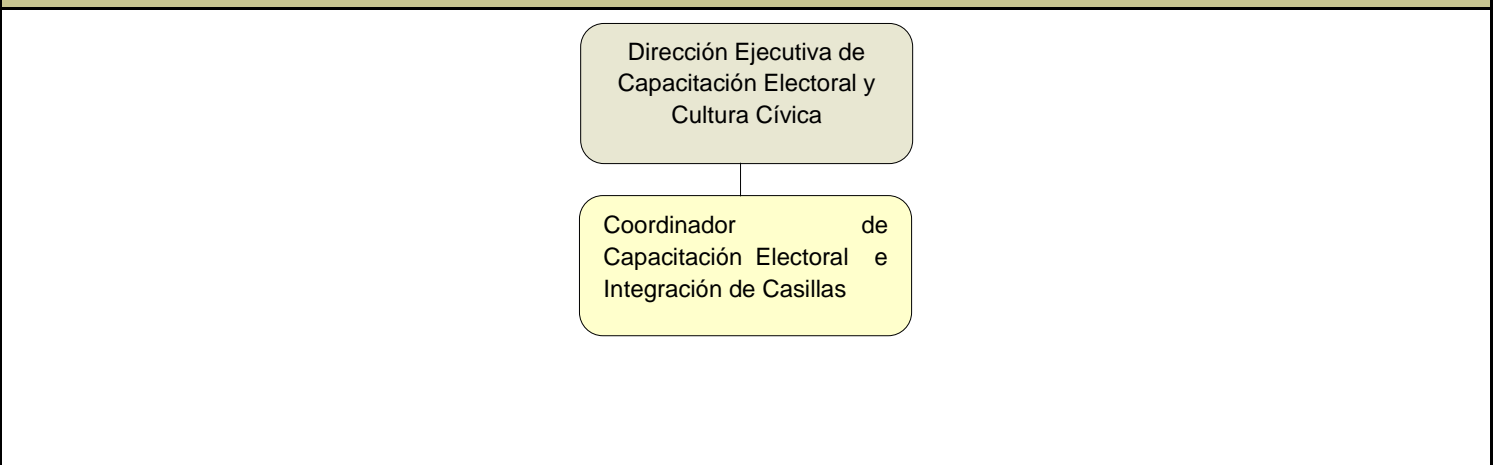 Dirección Ejecutiva de
Capacitación Electoral y
Cultura Cívica
Coordinador de
Capacitación Electoral e
Integración de Casillas